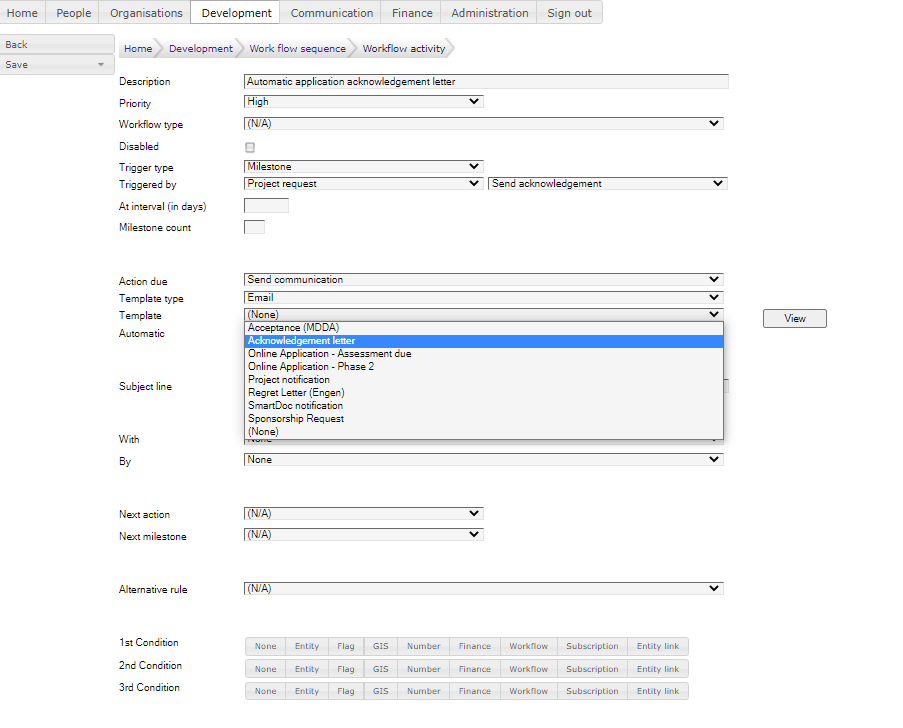 Home People Organisations Development Communication Finance Administration Sign out
Back
Save
Home Development Work flow sequence Workflow activity
Description Automatic application acknowledgement letter
Priority High
Workflow type (N/A)
Disabled
Trigger type Milestone
Triggered by Project request Send acknowledgement
At interval (in days)
Milestone count
Action due Send communication
Template type Email
Template (None) View
Automatic
Acceptance (MDDA)
Acknowledgement letter
Online Application - Assessment due
Online Application - Phase 2
Project notification
Regret Letter (Engen)
SmartDoc notification
Sponsorship Request
(None)
Subject line
With None
By None
Next action (N/A)
Next milestone (N/A)
Alternative rule (N/A)
1st Condition None Entity Flag GIS Number Finance Workflow Subscription Entity link
2nd Condition None Entity Flag GIS Number Finance Workflow Subscription Entity link
3rd Condition None Entity Flag GIS Number Finance Workflow Subscription Entity link